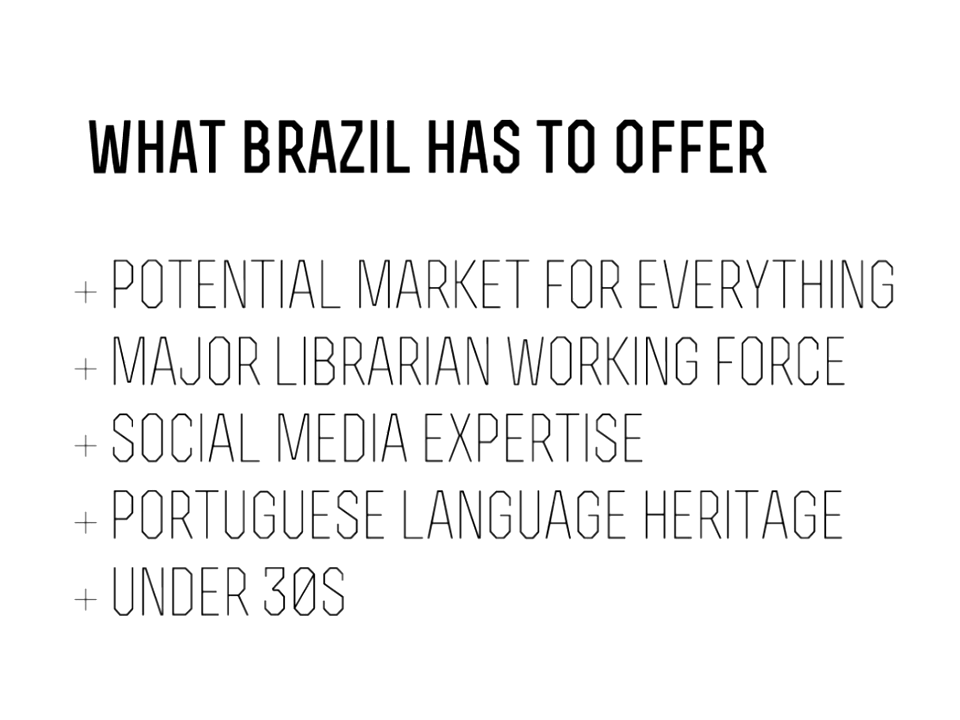 WHAT BRAZIL HAS TO OFFER
+ POTENTIAL MARKET FOR EVERYTHING
+ MAJOR LIBRARIAN WORKING FORCE
+ SOCIAL MEDIA EXPERTISE
+ PORTUGUESE LANGUAGE HERITAGE
+ UNDER 30S